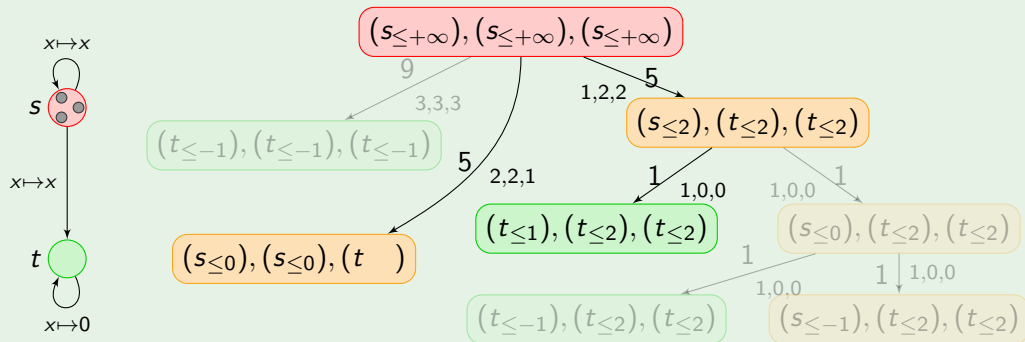 x↦x
s
x↦x
t
x↦0
(s≤+∞), (s≤+∞), (s≤+∞)
9
3,3,3
5
1,2,2
(t≤−1), (t≤−1), (t≤−1)
(s≤2), (t≤2), (t≤2)
5
2,2,1
1
1,0,0
1
1,0,0
(s≤0), (s≤0), (t )
(t≤1), (t≤2), (t≤2)
(s≤0), (t≤2), (t≤2)
1
1,0,0
1
1,0,0
(t≤−1), (t≤2), (t≤2)
(s≤−1), (t≤2), (t≤2)